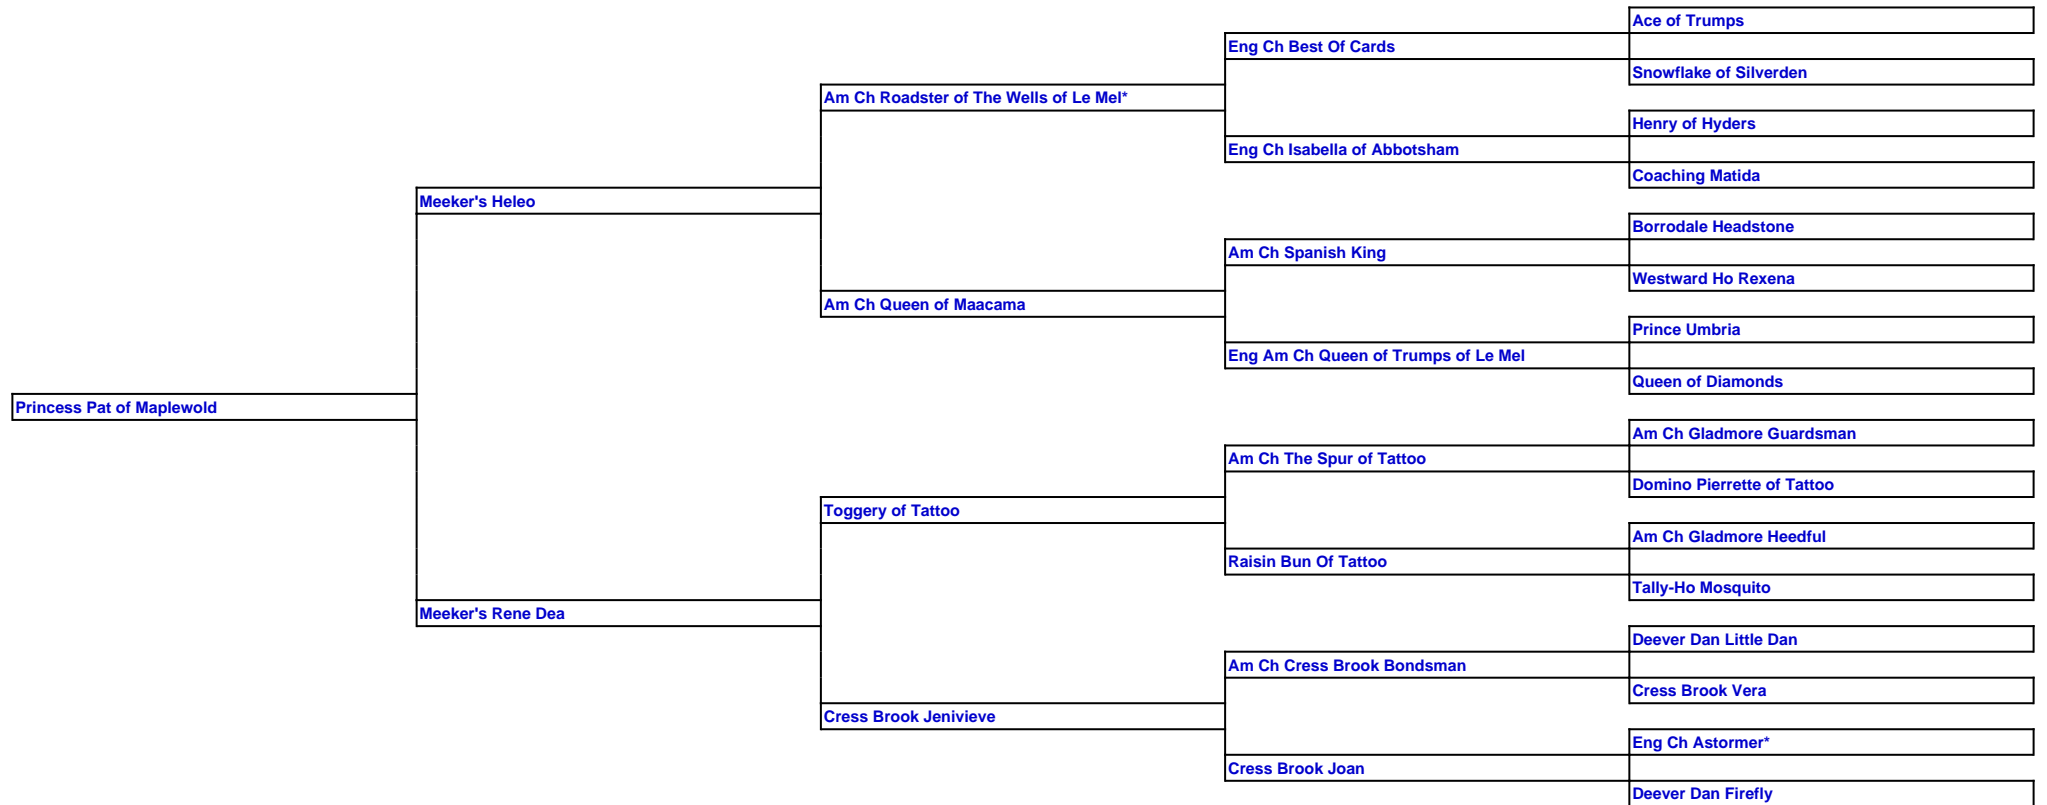 Ace of Trumps
Eng Ch Best Of Cards
Snowflake of Silverden
Am Ch Roadster of The Wells of Le Mel*
Henry of Hyders
Eng Ch Isabella of Abbotsham
Coaching Matida
Meeker's Heleo
Borrodale Headstone
Am Ch Spanish King
Westward Ho Rexena
Am Ch Queen of Maacama
Prince Umbria
Eng Am Ch Queen of Trumps of Le Mel
Queen of Diamonds
Princess Pat of Maplewold
Am Ch Gladmore Guardsman
Am Ch The Spur of Tattoo
Domino Pierrette of Tattoo
Toggery of Tattoo
Am Ch Gladmore Heedful
Raisin Bun Of Tattoo
Tally-Ho Mosquito
Meeker's Rene Dea
Deever Dan Little Dan
Am Ch Cress Brook Bondsman
Cress Brook Vera
Cress Brook Jenivieve
Eng Ch Astormer*
Cress Brook Joan
Deever Dan Firefly